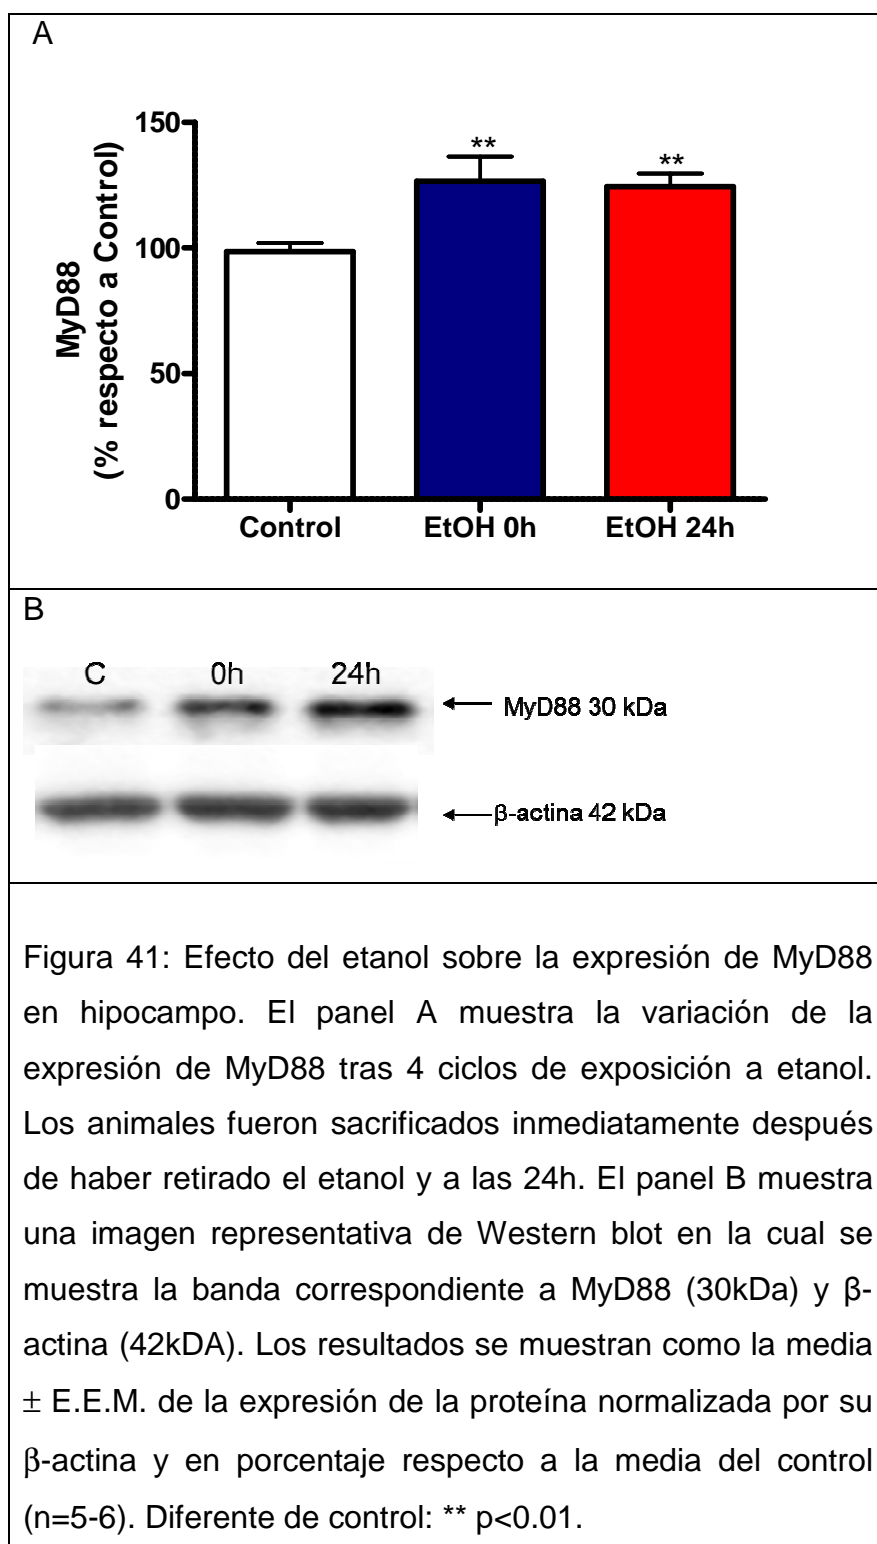 A
150
100
50
0
MyD88
(% respecto a Control)
**
**
Control EtOH 0h EtOH 24h
B
C 0h 24h
MyD88 30 kDa
β-actina 42 kDa
Figura 41: Efecto del etanol sobre la expresión de MyD88
en hipocampo. El panel A muestra la variación de la
expresión de MyD88 tras 4 ciclos de exposición a etanol.
Los animales fueron sacrificados inmediatamente después
de haber retirado el etanol y a las 24h. El panel B muestra
una imagen representativa de Western blot en la cual se
muestra la banda correspondiente a MyD88 (30kDa) y β-
actina (42kDA). Los resultados se muestran como la media
± E.E.M. de la expresión de la proteína normalizada por su
β-actina y en porcentaje respecto a la media del control
(n=5-6). Diferente de control: ** p<0.01.